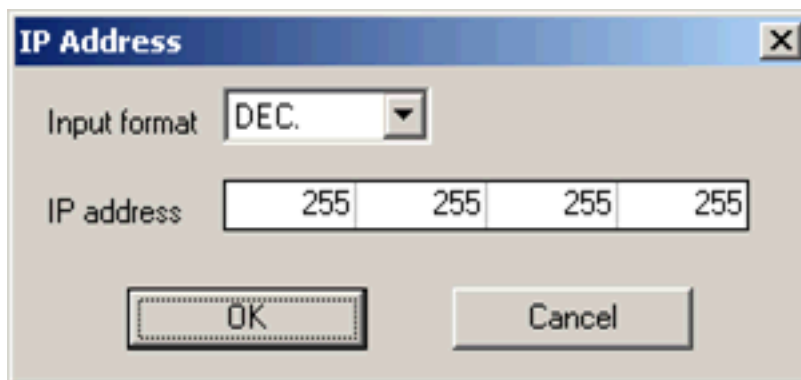 IP Address
Input format DEC.
IP address 255 255 255 255
OK Cancel